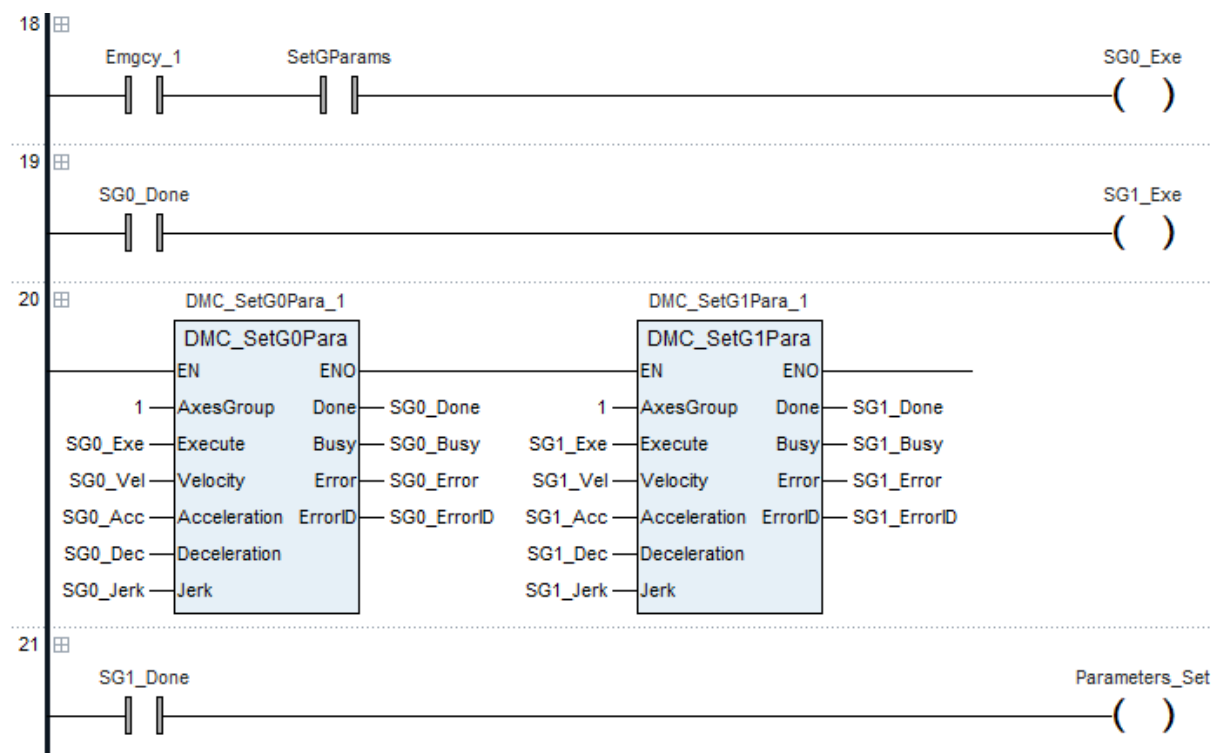 18
Emgcy_1 SetGParams SG0_Exe
19
SG0_Done SG1_Exe
20
DMC_SetG0Para_1 DMC_SetG1Para_1
DMC_SetG0Para DMC_SetG1Para
EN ENO EN ENO
1 AxesGroup Done SG0_Done 1 AxesGroup Done SG1_Done
SG0_Exe Execute Busy SG0_Busy SG1_Exe Execute Busy SG1_Busy
SG0_Vel Velocity Error SG0_Error SG1_Vel Velocity Error SG1_Error
SG0_Acc Acceleration ErrorID SG0_ErrorID SG1_Acc Acceleration ErrorID SG1_ErrorID
SG0_Dec Deceleration SG1_Dec Deceleration
SG0_Jerk Jerk SG1_Jerk Jerk
21
SG1_Done Parameters_Set